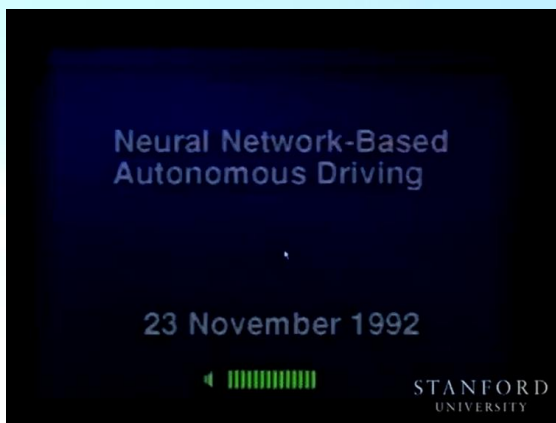 Neural Network-Based
Autonomous Driving
23 November 1992
STANFORD
UNIVERSITY